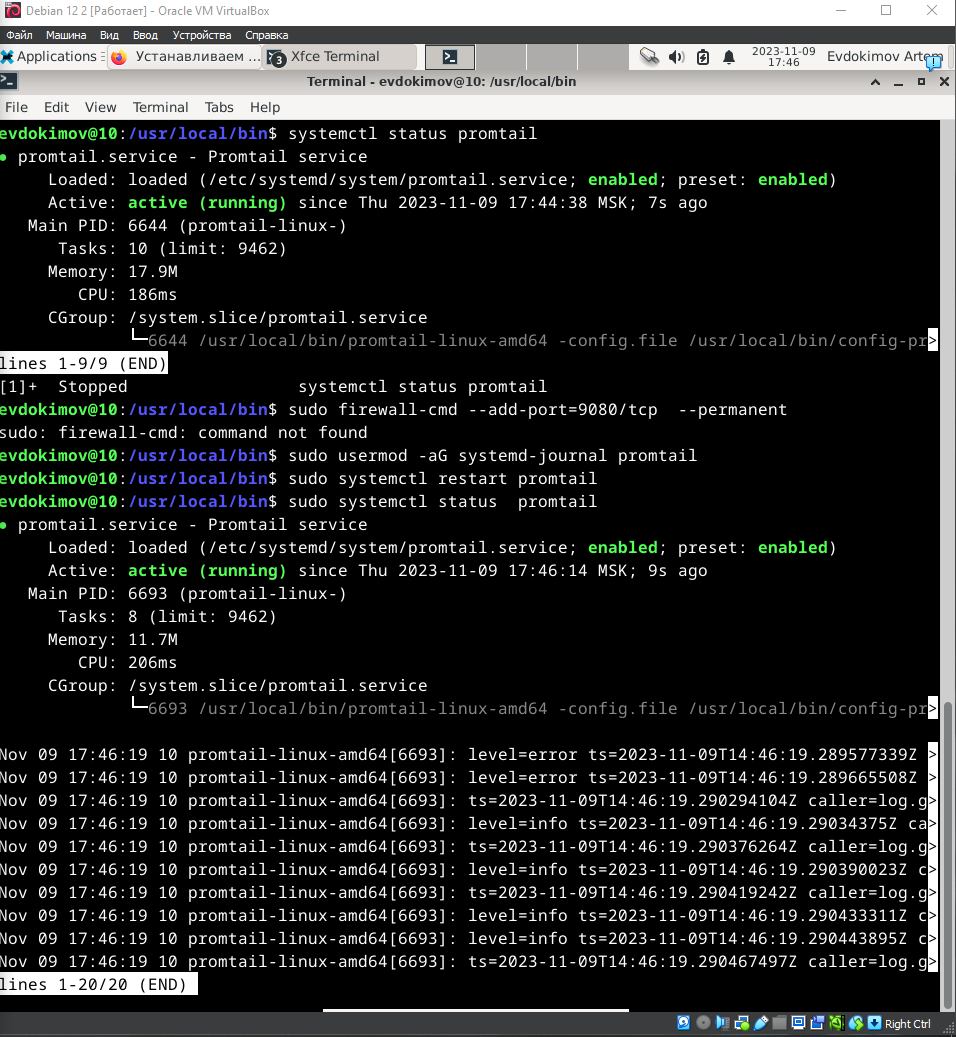 Debian 12 2 [Работает] - Oracle VM VirtualBox
Файл Машина Вид Ввод Устройства Справка
Applications Устанавливаем ... 3 Xfce Terminal 2023-11-09 17:46 Evdokimov Artem
Terminal - evdokimov@10: /usr/local/bin
File Edit View Terminal Tabs Help
evdokimov@10:/usr/local/bin$ systemctl status promtail
● promtail.service - Promtail service
     Loaded: loaded (/etc/systemd/system/promtail.service; enabled; preset: enabled)
     Active: active (running) since Thu 2023-11-09 17:44:38 MSK; 7s ago
   Main PID: 6644 (promtail-linux-)
      Tasks: 10 (limit: 9462)
     Memory: 17.9M
        CPU: 186ms
     CGroup: /system.slice/promtail.service
             └─6644 /usr/local/bin/promtail-linux-amd64 -config.file /usr/local/bin/config-pr>
lines 1-9/9 (END)
[1]+  Stopped                 systemctl status promtail
evdokimov@10:/usr/local/bin$ sudo firewall-cmd --add-port=9080/tcp  --permanent
sudo: firewall-cmd: command not found
evdokimov@10:/usr/local/bin$ sudo usermod -aG systemd-journal promtail
evdokimov@10:/usr/local/bin$ sudo systemctl restart promtail
evdokimov@10:/usr/local/bin$ sudo systemctl status  promtail
● promtail.service - Promtail service
     Loaded: loaded (/etc/systemd/system/promtail.service; enabled; preset: enabled)
     Active: active (running) since Thu 2023-11-09 17:46:14 MSK; 9s ago
   Main PID: 6693 (promtail-linux-)
      Tasks: 8 (limit: 9462)
     Memory: 11.7M
        CPU: 206ms
     CGroup: /system.slice/promtail.service
             └─6693 /usr/local/bin/promtail-linux-amd64 -config.file /usr/local/bin/config-pr>
Nov 09 17:46:19 10 promtail-linux-amd64[6693]: level=error ts=2023-11-09T14:46:19.289577339Z >
Nov 09 17:46:19 10 promtail-linux-amd64[6693]: level=error ts=2023-11-09T14:46:19.289665508Z >
Nov 09 17:46:19 10 promtail-linux-amd64[6693]: ts=2023-11-09T14:46:19.290294104Z caller=log.g>
Nov 09 17:46:19 10 promtail-linux-amd64[6693]: level=info ts=2023-11-09T14:46:19.29034375Z ca>
Nov 09 17:46:19 10 promtail-linux-amd64[6693]: ts=2023-11-09T14:46:19.290376264Z caller=log.g>
Nov 09 17:46:19 10 promtail-linux-amd64[6693]: level=info ts=2023-11-09T14:46:19.290390023Z c>
Nov 09 17:46:19 10 promtail-linux-amd64[6693]: ts=2023-11-09T14:46:19.290419242Z caller=log.g>
Nov 09 17:46:19 10 promtail-linux-amd64[6693]: level=info ts=2023-11-09T14:46:19.290433311Z c>
Nov 09 17:46:19 10 promtail-linux-amd64[6693]: level=info ts=2023-11-09T14:46:19.290443895Z c>
Nov 09 17:46:19 10 promtail-linux-amd64[6693]: ts=2023-11-09T14:46:19.290467497Z caller=log.g>
lines 1-20/20 (END)
Right Ctrl